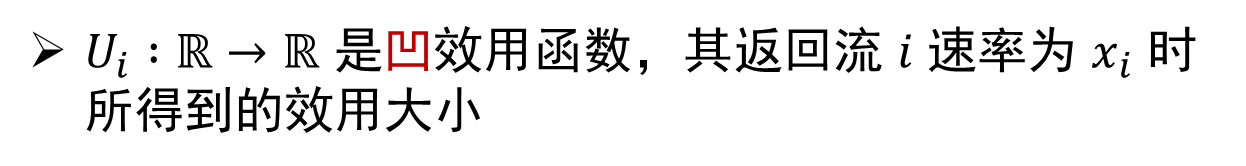 ➢ 𝑈ᵢ : ℝ → ℝ 是凹效用函数，其返回流 𝑖 速率为 𝑥ᵢ 时
所得到的效用大小